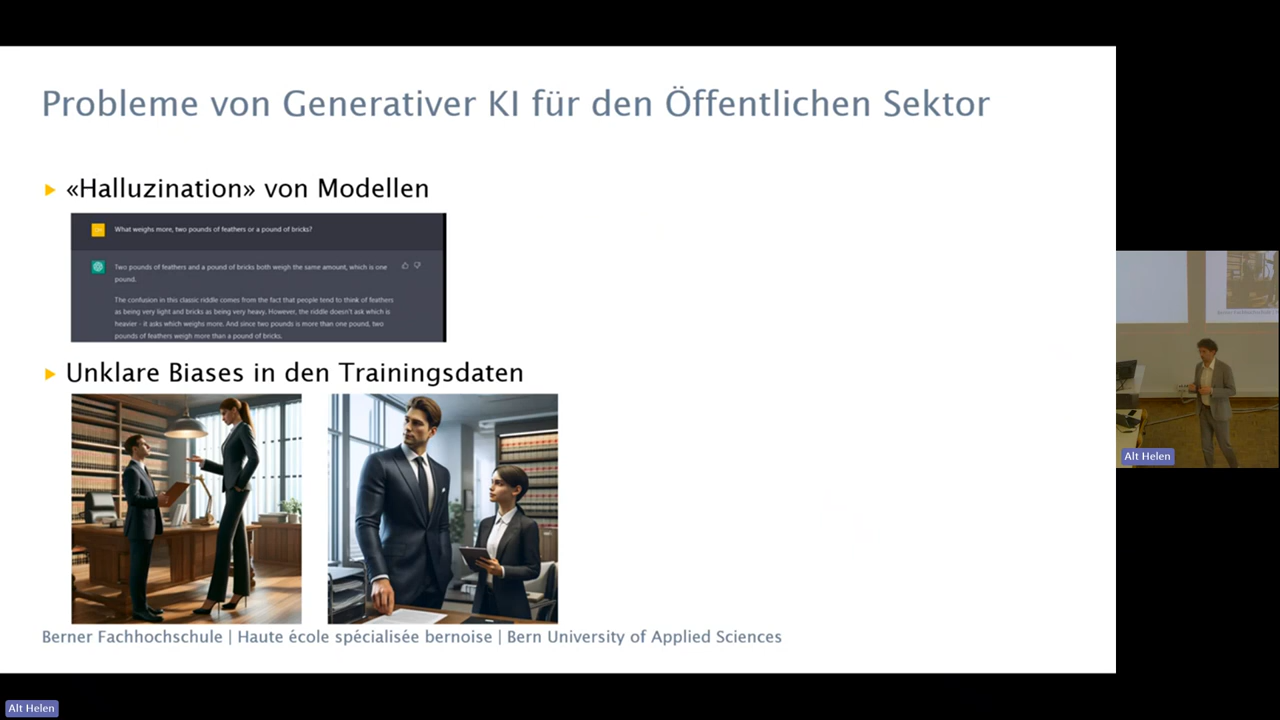 Probleme von Generativer KI für den Öffentlichen Sektor
«Halluzination» von Modellen
What weighs more, two pounds of feathers or a pound of bricks?
Two pounds of feathers and a pound of bricks both weigh the same amount, which is one
pound.
The confusion in this classic riddle comes from the fact that people tend to think of feathers
as being very light and bricks as being very heavy. However, the riddle doesn't ask which is
heavier - it asks which weighs more. And since two pounds is more than one pound, two
pounds of feathers weigh more than a pound of bricks.
Unklare Biases in den Trainingsdaten
Berner Fachhochschule | Haute école spécialisée bernoise | Bern University of Applied Sciences
Berner Fachhochschule
Alt Helen
Alt Helen